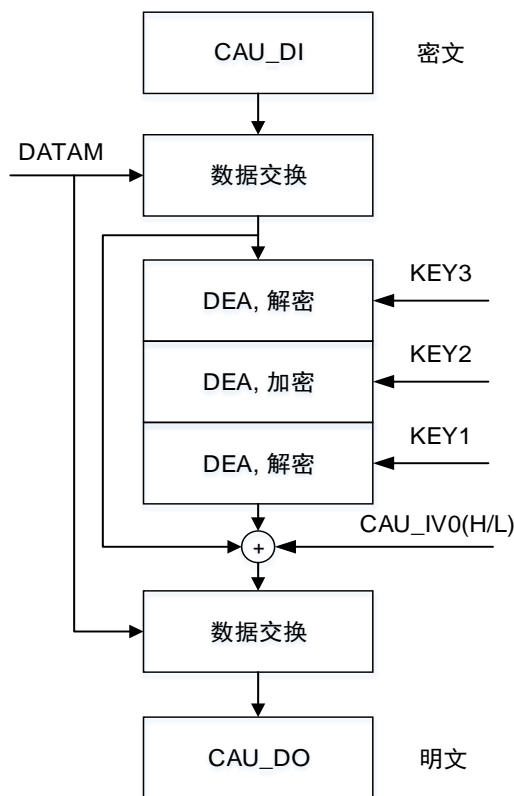 CAU_DI
密文
DATAM
数据交换
KEY3
DEA, 解密
KEY2
DEA, 加密
KEY1
DEA, 解密
CAU_IV0(H/L)
+
数据交换
CAU_DO
明文